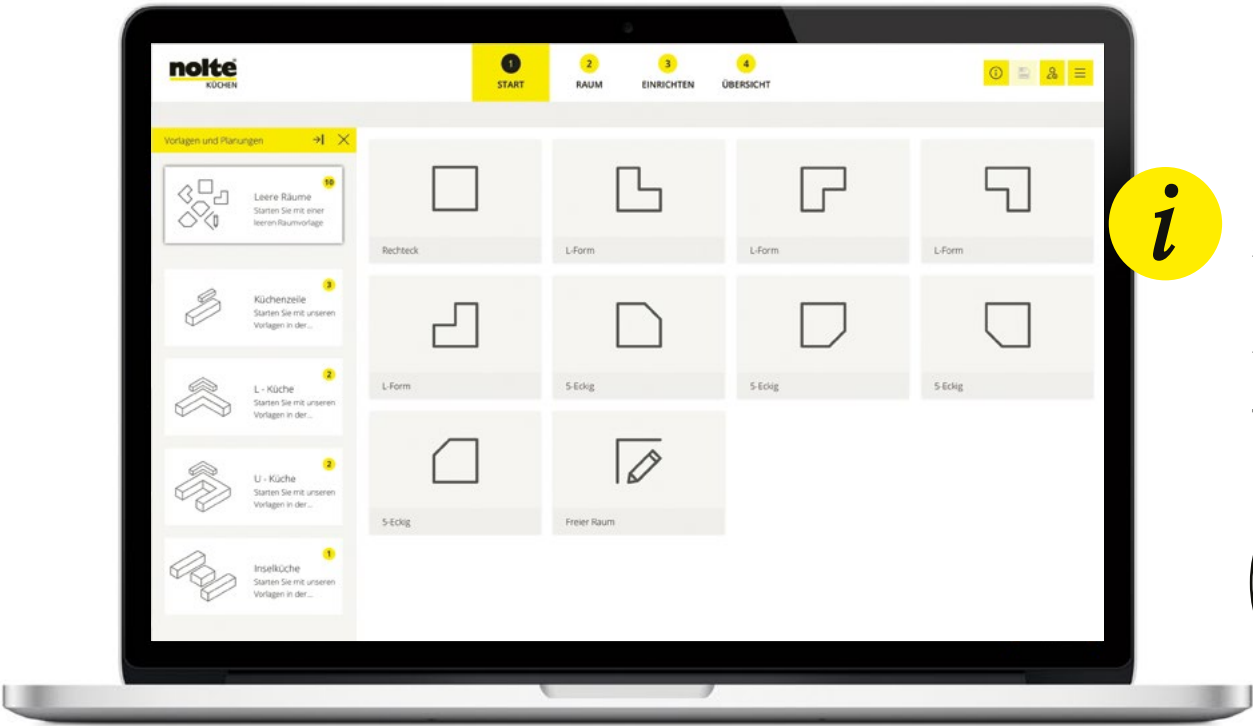 nolte
KÜCHEN
1
START
2
RAUM
3
EINRICHTEN
4
ÜBERSICHT
Vorlagen und Planungen
10
Leere Räume
Starten Sie mit einer
leeren Raumvorlage
3
Küchenzeile
Starten Sie mit unseren
Vorlagen in der...
2
L - Küche
Starten Sie mit unseren
Vorlagen in der...
2
U - Küche
Starten Sie mit unseren
Vorlagen in der...
1
Inselküche
Starten Sie mit unseren
Vorlagen in der...
Rechteck
L-Form
L-Form
L-Form
L-Form
5-Eckig
5-Eckig
5-Eckig
5-Eckig
Freier Raum
i